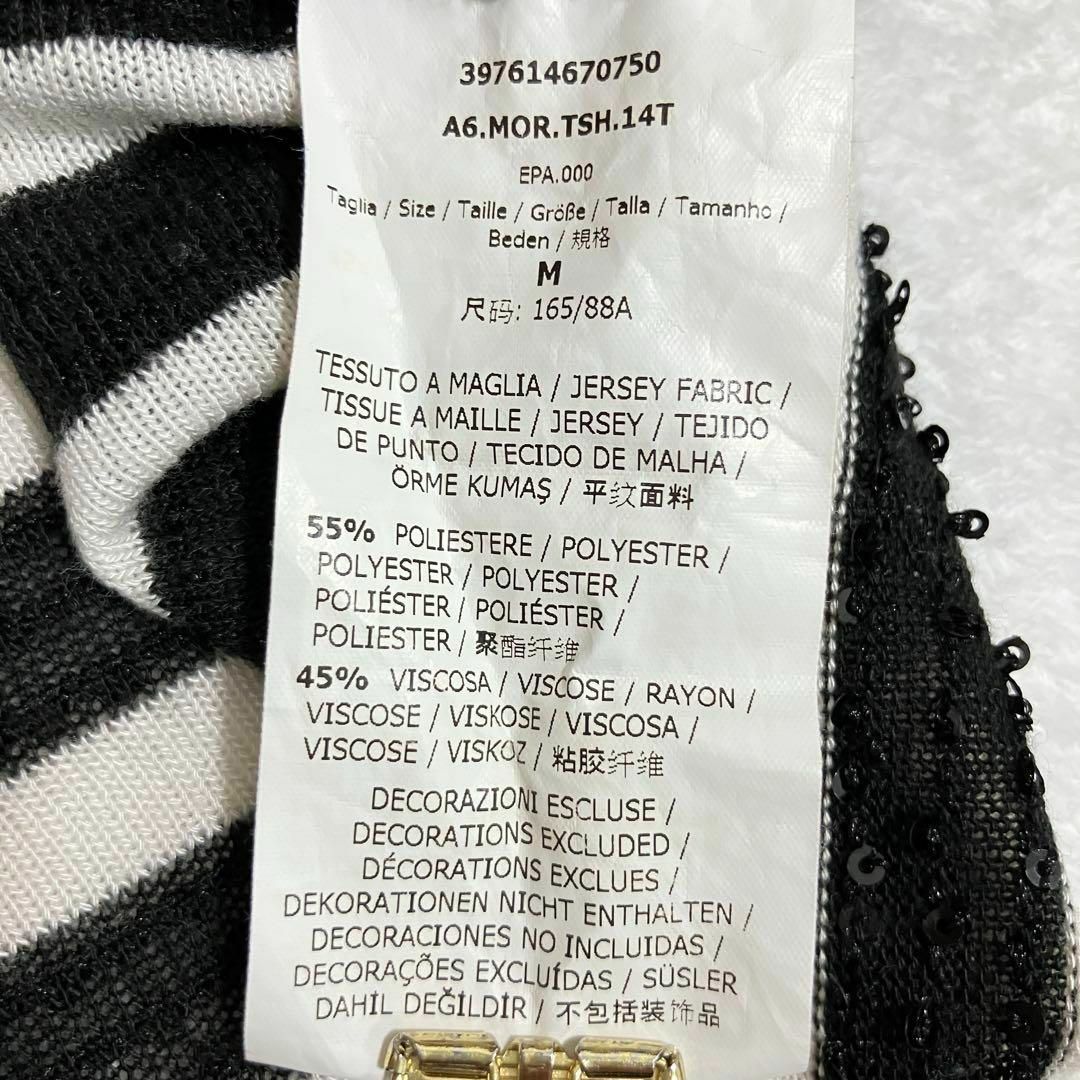 397614670750
A6.MOR.TSH.14T
EPA.000
Taglia / Size / Taille / Größe / Talla / Tamanho /
Beden / 規格
M
尺码: 165/88A
TESSUTO A MAGLIA / JERSEY FABRIC /
TISSUE A MAILLE / JERSEY / TEJIDO
DE PUNTO / TECIDO DE MALHA /
ÖRME KUMAŞ / 平纹面料
55% POLIESTERE / POLYESTER /
POLYESTER / POLYESTER /
POLIÉSTER / POLIÉSTER /
POLIESTER / 聚酯纤维
45% VISCOSA / VISCOSE / RAYON /
VISCOSE / VISKOSE / VISCOSA /
VISCOSE / VISKOZ / 粘胶纤维
DECORAZIONI ESCLUSE /
DECORATIONS EXCLUDED /
DÉCORATIONS EXCLUES /
DEKORATIONEN NICHT ENTHALTEN /
DECORACIONES NO INCLUIDAS /
DECORAÇÕES EXCLUÍDAS / SÜSLER
DAHİL DEĞİLDİR / 不包括装饰品